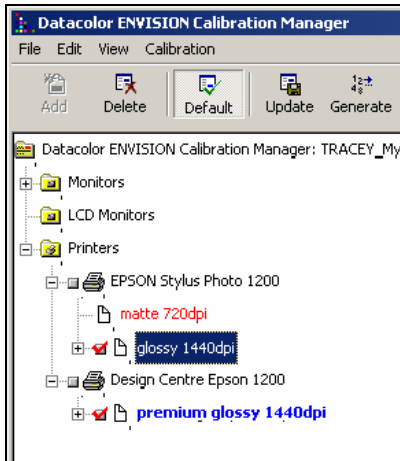 Datacolor ENVISION Calibration Manager
File Edit View Calibration
Add Delete Default Update Generate
Datacolor ENVISION Calibration Manager: TRACEY_My
Monitors
LCD Monitors
Printers
EPSON Stylus Photo 1200
matte 720dpi
glossy 1440dpi
Design Centre Epson 1200
premium glossy 1440dpi